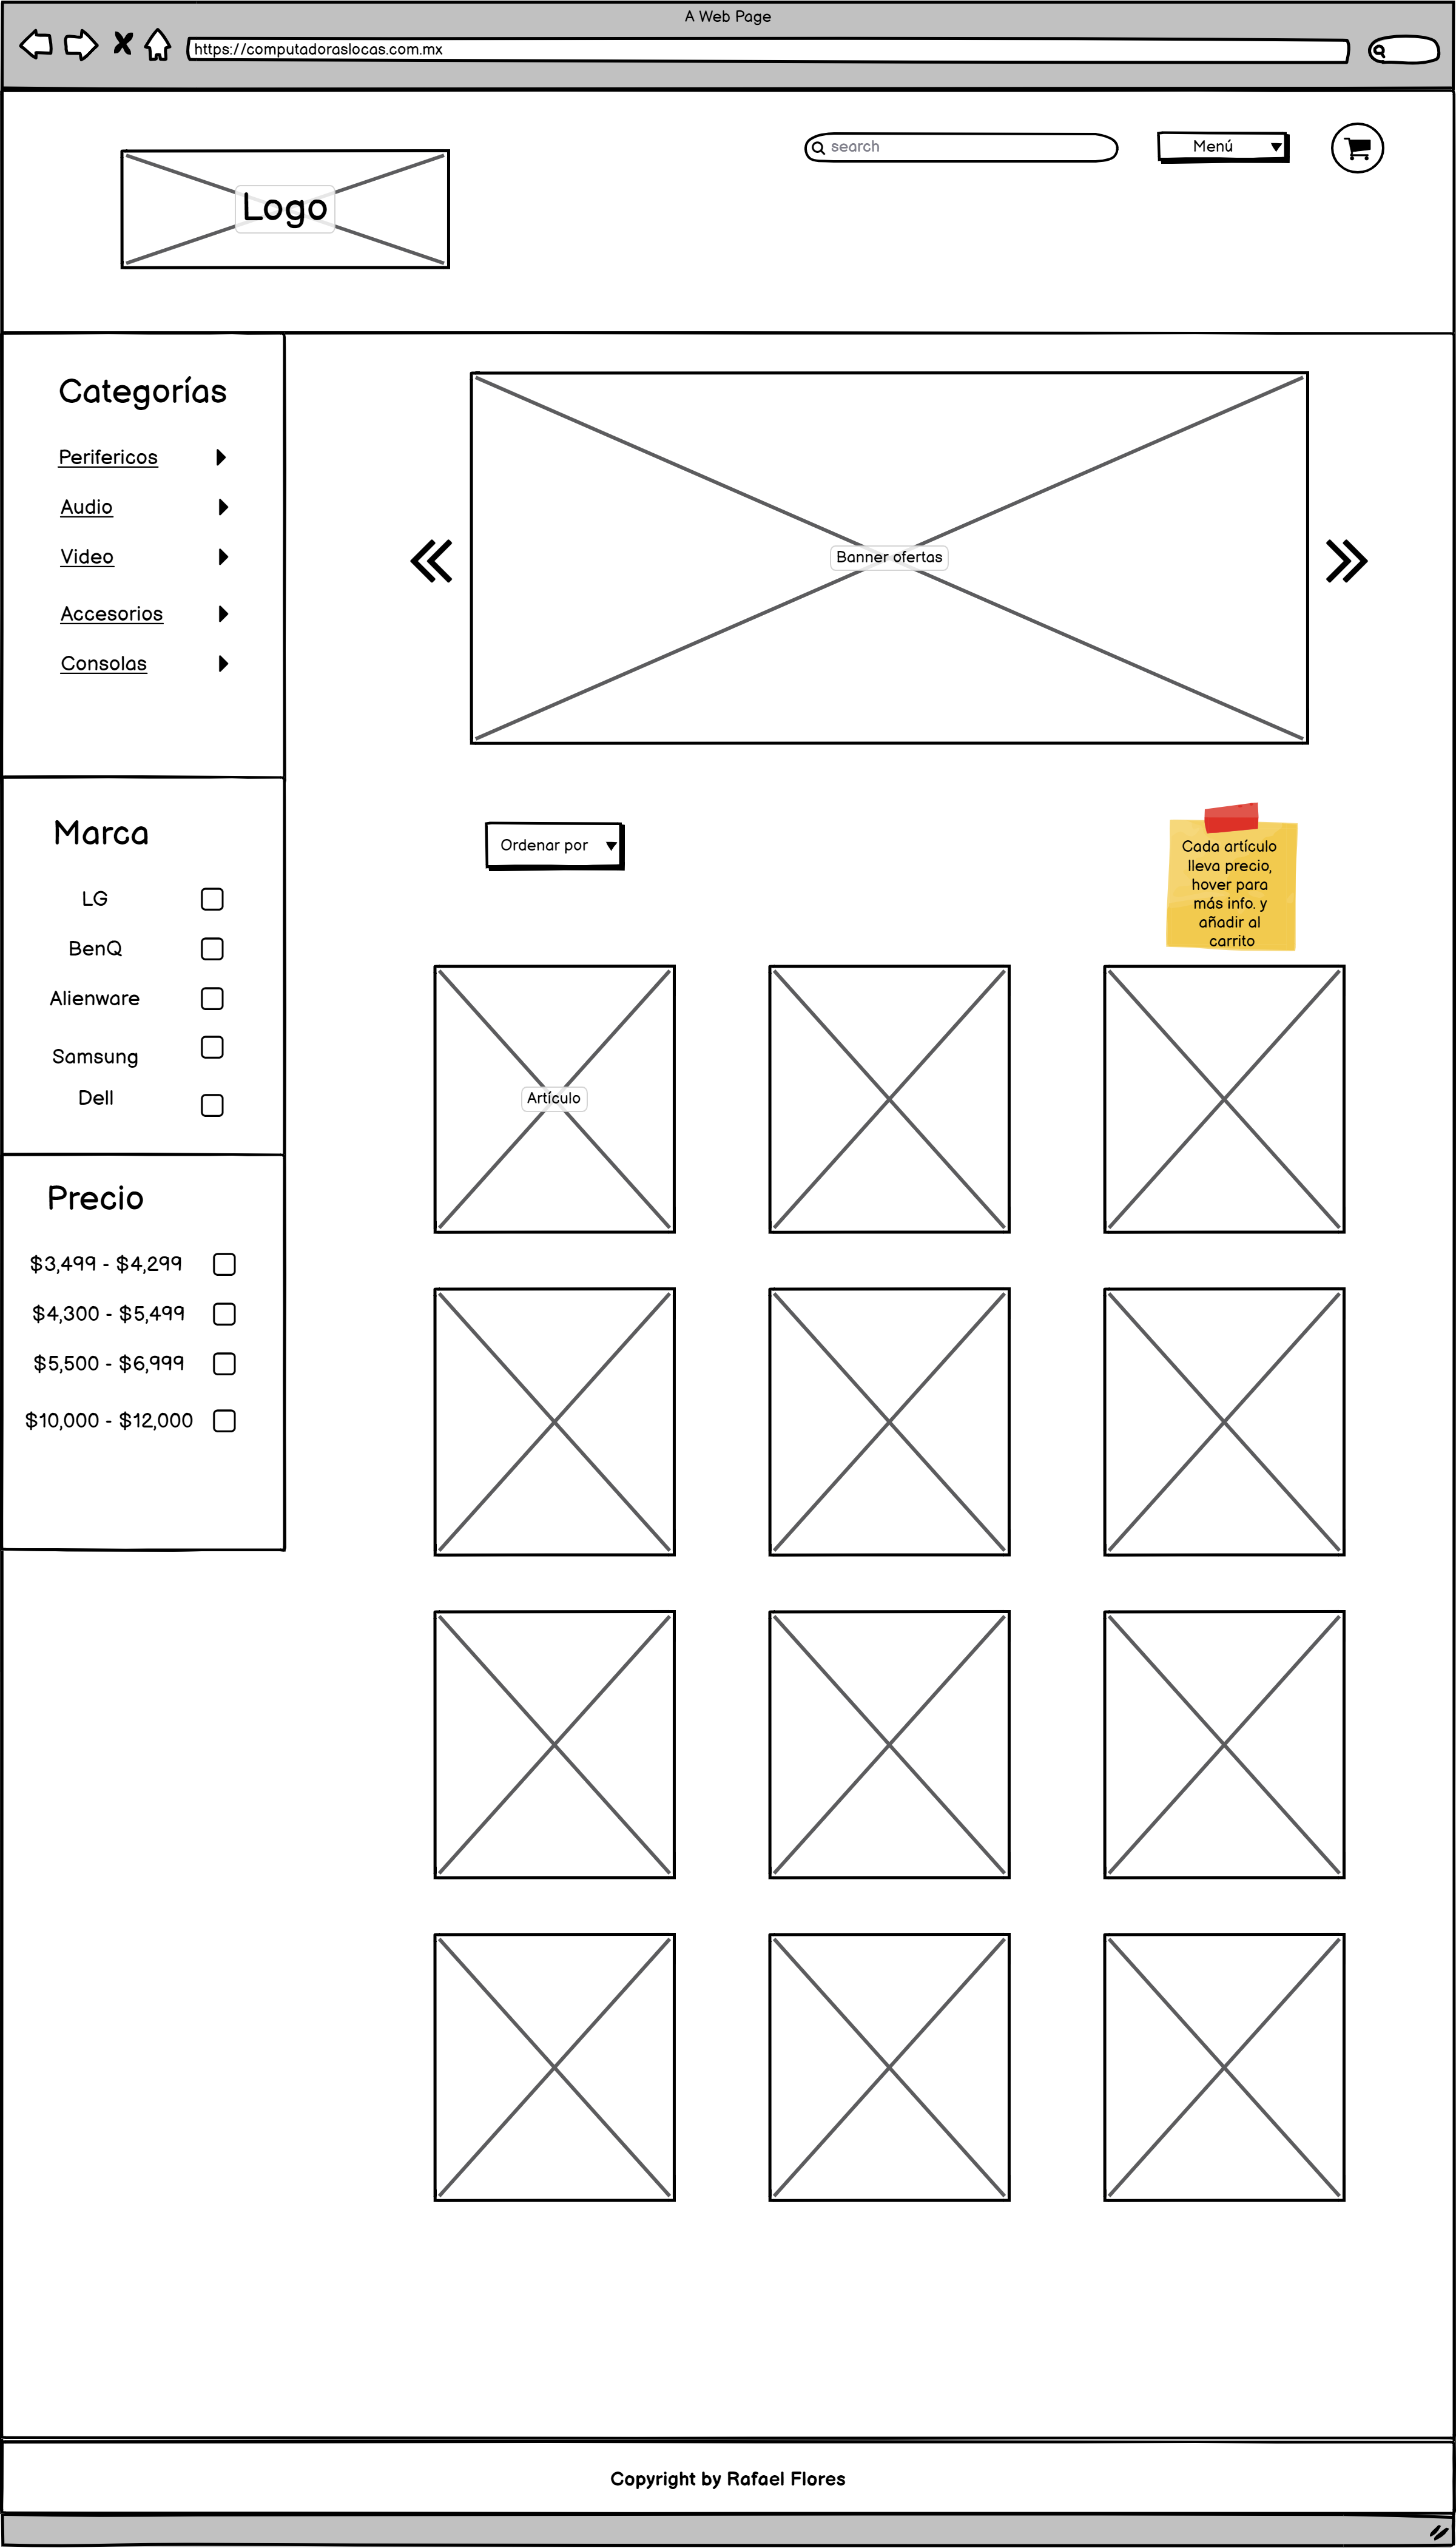 A Web Page
https://computadoraslocas.com.mx
search
Menú
Logo
Categorías
Perifericos
Audio
Video
Accesorios
Consolas
Banner ofertas
Marca
LG
BenQ
Alienware
Samsung
Dell
Ordenar por
Cada artículo
lleva precio,
hover para
más info. y
añadir al
carrito
Artículo
Precio
$3,499 - $4,299
$4,300 - $5,499
$5,500 - $6,999
$10,000 - $12,000
Copyright by Rafael Flores